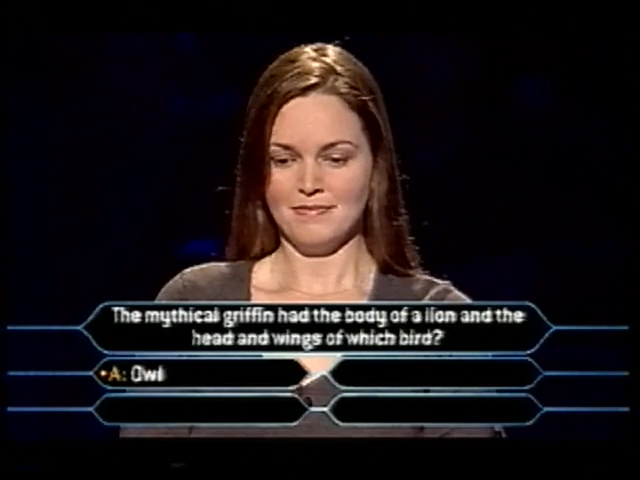 The mythical griffin had the body of a lion and the
head and wings of which bird?
A: Owl